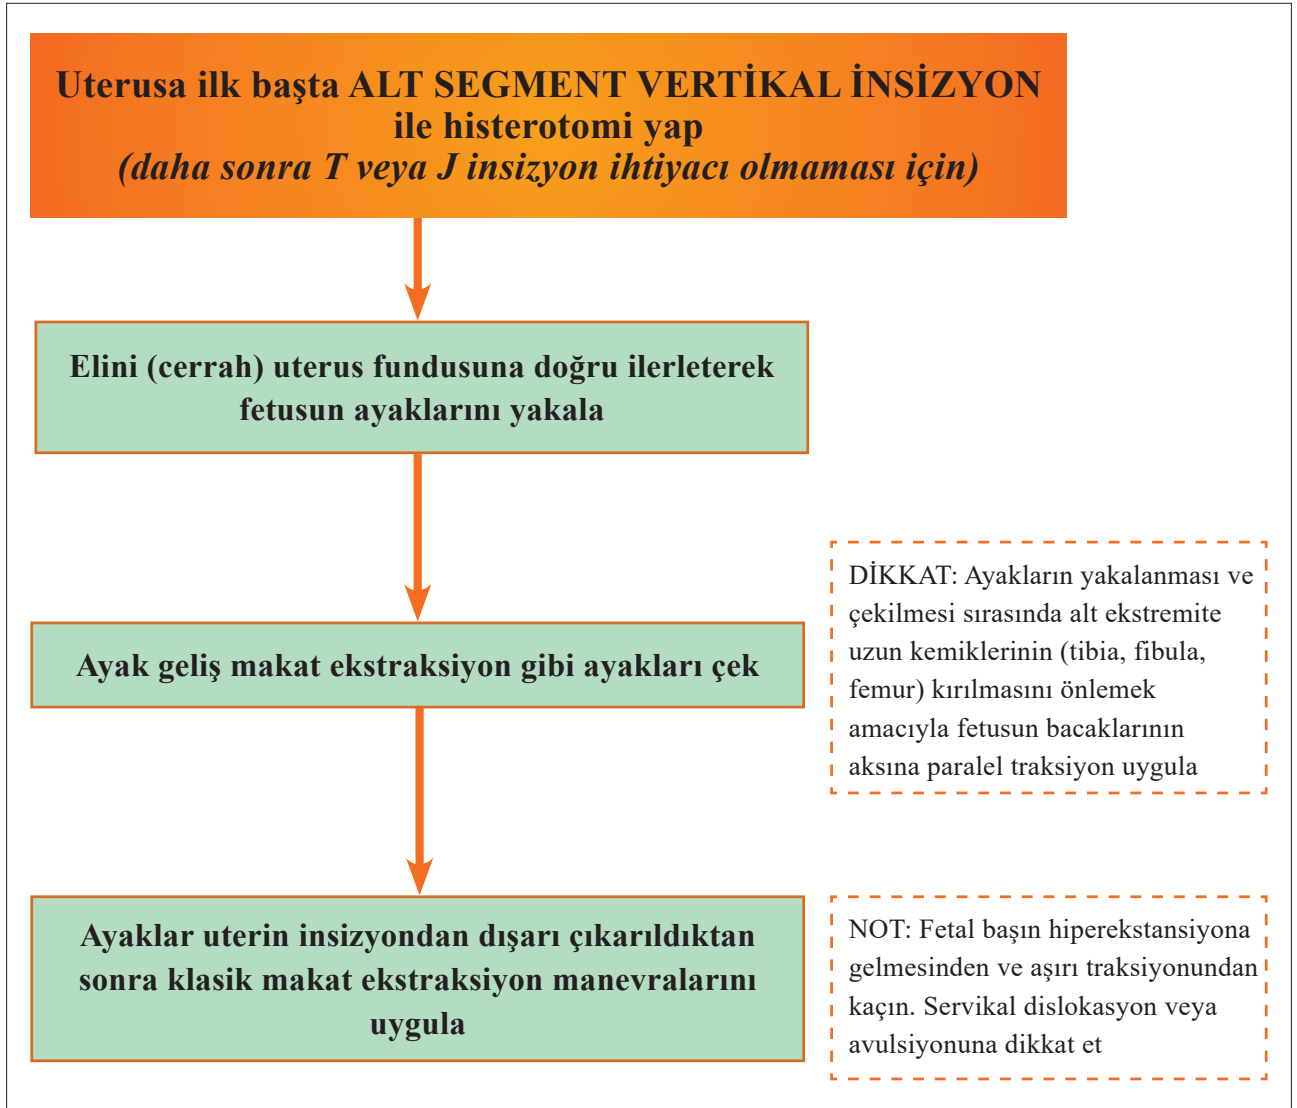 Uterusa ilk başta ALT SEGMENT VERTİKAL İNSİZYON
ile histerotomi yap
(daha sonra T veya J insizyon ihtiyacı olmaması için)
Elini (cerrah) uterus fundusuna doğru ilerleterek
fetusun ayaklarını yakala
Ayak geliş makat ekstraksiyon gibi ayakları çek
DİKKAT: Ayakların yakalanması ve
çekilmesi sırasında alt ekstremite
uzun kemiklerinin (tibia, fibula,
femur) kırılmasını önlemek
amacıyla fetusun bacaklarının
aksına paralel traksiyon uygula
Ayaklar uterin insizyondan dışarı çıkarıldıktan
sonra klasik makat ekstraksiyon manevralarını
uygula
NOT: Fetal başın hiperekstansiyona
gelmesinden ve aşırı traksiyonundan
kaçın. Servikal dislokasyon veya
avulsiyonuna dikkat et